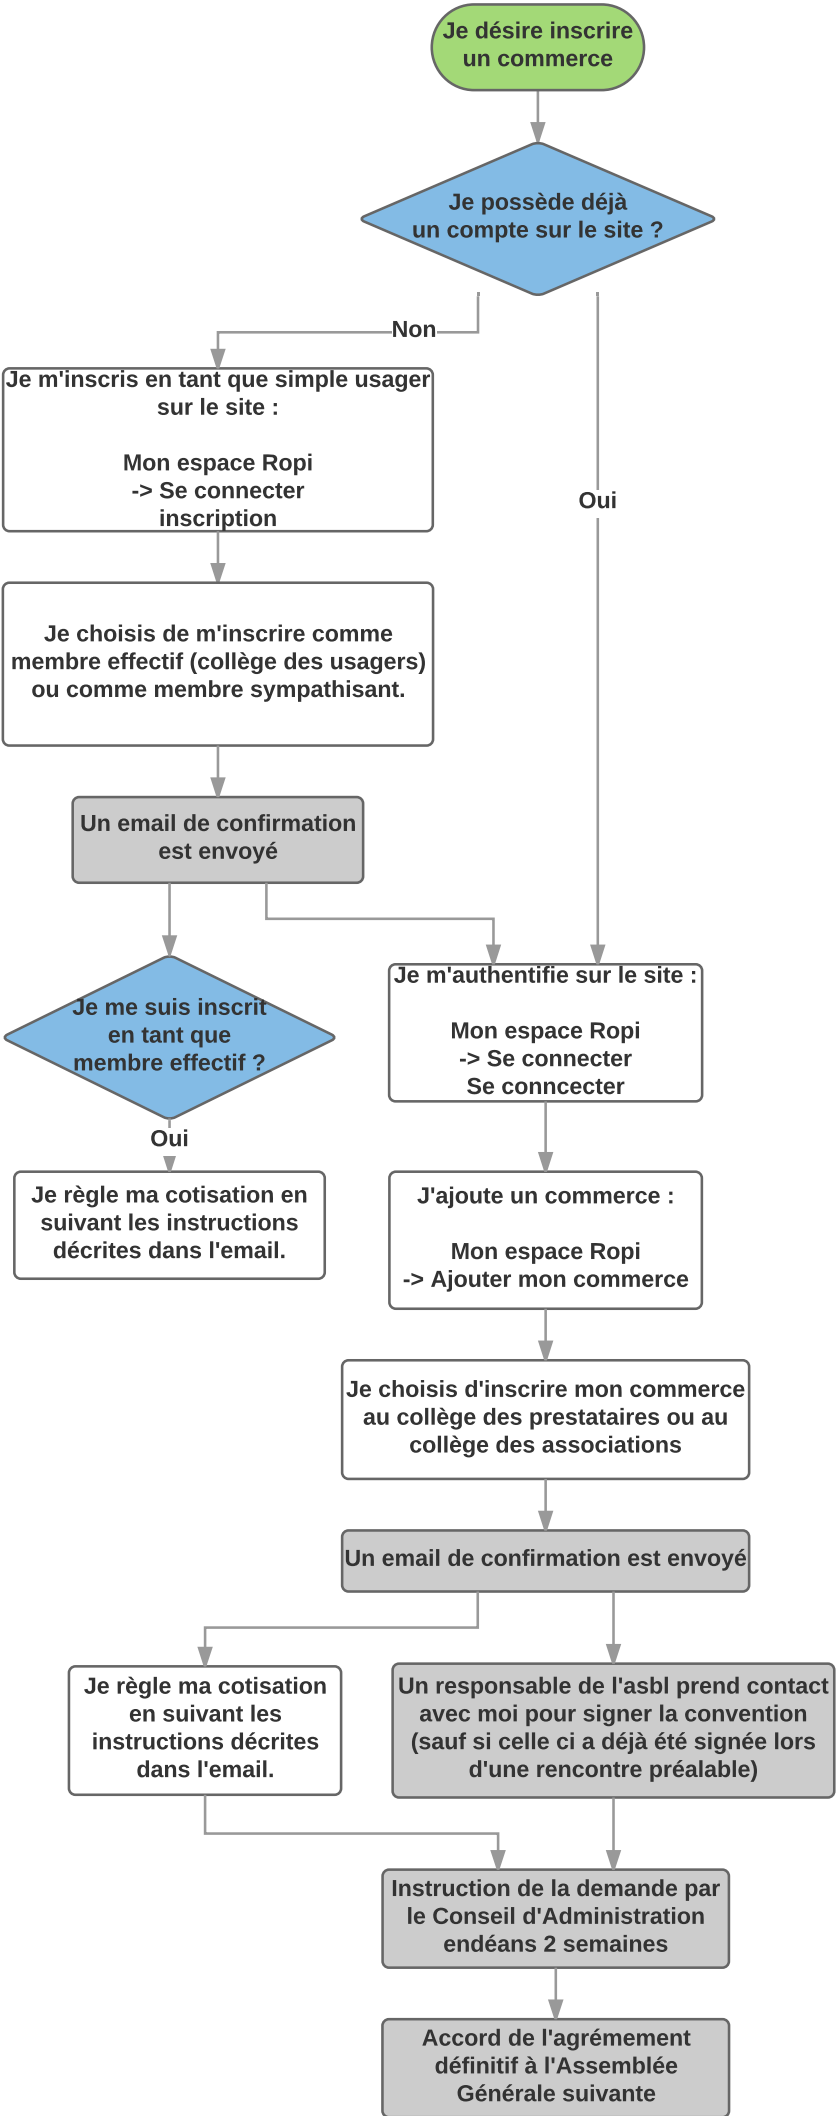 Je désire inscrire
un commerce
Je possède déjà
un compte sur le site ?
Non
Je m'inscris en tant que simple usager
sur le site :
Mon espace Ropi
-> Se connecter
inscription
Oui
Je choisis de m'inscrire comme
membre effectif (collège des usagers)
ou comme membre sympathisant.
Un email de confirmation
est envoyé
Je me suis inscrit
en tant que
membre effectif ?
Oui
Je règle ma cotisation en
suivant les instructions
décrites dans l'email.
Je m'authentifie sur le site :
Mon espace Ropi
-> Se connecter
Se conncecter
J'ajoute un commerce :
Mon espace Ropi
-> Ajouter mon commerce
Je choisis d'inscrire mon commerce
au collège des prestataires ou au
collège des associations
Un email de confirmation est envoyé
Je règle ma cotisation
en suivant les
instructions décrites
dans l'email.
Un responsable de l'asbl prend contact
avec moi pour signer la convention
(sauf si celle ci a déjà été signée lors
d'une rencontre préalable)
Instruction de la demande par
le Conseil d'Administration
endéans 2 semaines
Accord de l'agrémement
définitif à l'Assemblée
Générale suivante